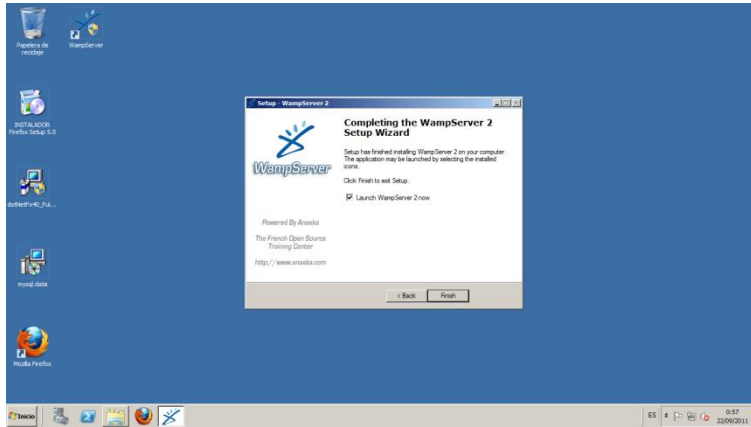 Papelera de
reciclaje
WampServer
INSTALADOR
Firefox Setup 5.0
dotNetFx40_Ful...
mysql.data
Mozilla Firefox
Setup - WampServer 2
WampServer
Powered By Anaska
The French Open Source
Training Center
http://www.anaska.com
Completing the WampServer 2
Setup Wizard
Setup has finished installing WampServer 2 on your computer.
The application may be launched by selecting the installed
icons.
Click Finish to exit Setup.
Launch WampServer 2 now
< Back
Finish
Inicio
ES
0:57
22/09/2011